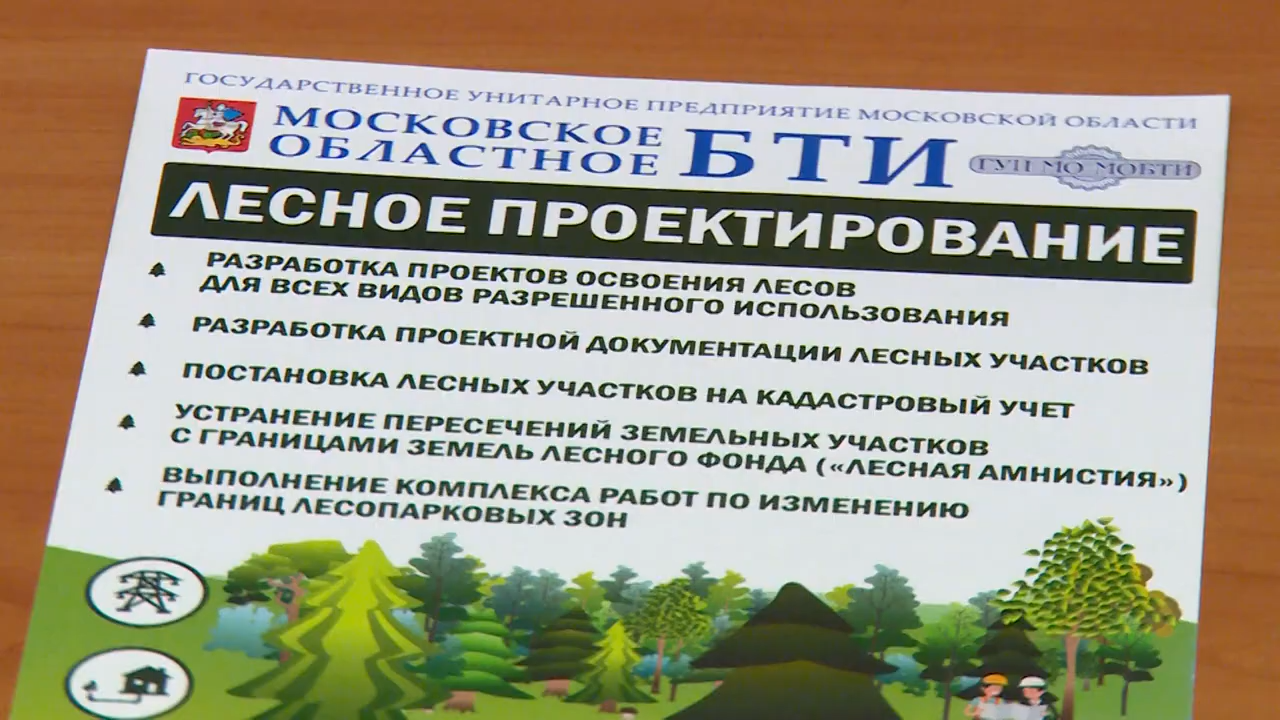 ГОСУДАРСТВЕННОЕ УНИТАРНОЕ ПРЕДПРИЯТИЕ МОСКОВСКОЙ ОБЛАСТИ
МОСКОВСКОЕ
ОБЛАСТНОЕ
БТИ
ГУП МО МОБТИ
ЛЕСНОЕ ПРОЕКТИРОВАНИЕ
РАЗРАБОТКА ПРОЕКТОВ ОСВОЕНИЯ ЛЕСОВ
ДЛЯ ВСЕХ ВИДОВ РАЗРЕШЕННОГО ИСПОЛЬЗОВАНИЯ
РАЗРАБОТКА ПРОЕКТНОЙ ДОКУМЕНТАЦИИ ЛЕСНЫХ УЧАСТКОВ
ПОСТАНОВКА ЛЕСНЫХ УЧАСТКОВ НА КАДАСТРОВЫЙ УЧЕТ
УСТРАНЕНИЕ ПЕРЕСЕЧЕНИЙ ЗЕМЕЛЬНЫХ УЧАСТКОВ
С ГРАНИЦАМИ ЗЕМЕЛЬ ЛЕСНОГО ФОНДА («ЛЕСНАЯ АМНИСТИЯ»)
ВЫПОЛНЕНИЕ КОМПЛЕКСА РАБОТ ПО ИЗМЕНЕНИЮ
ГРАНИЦ ЛЕСОПАРКОВЫХ ЗОН